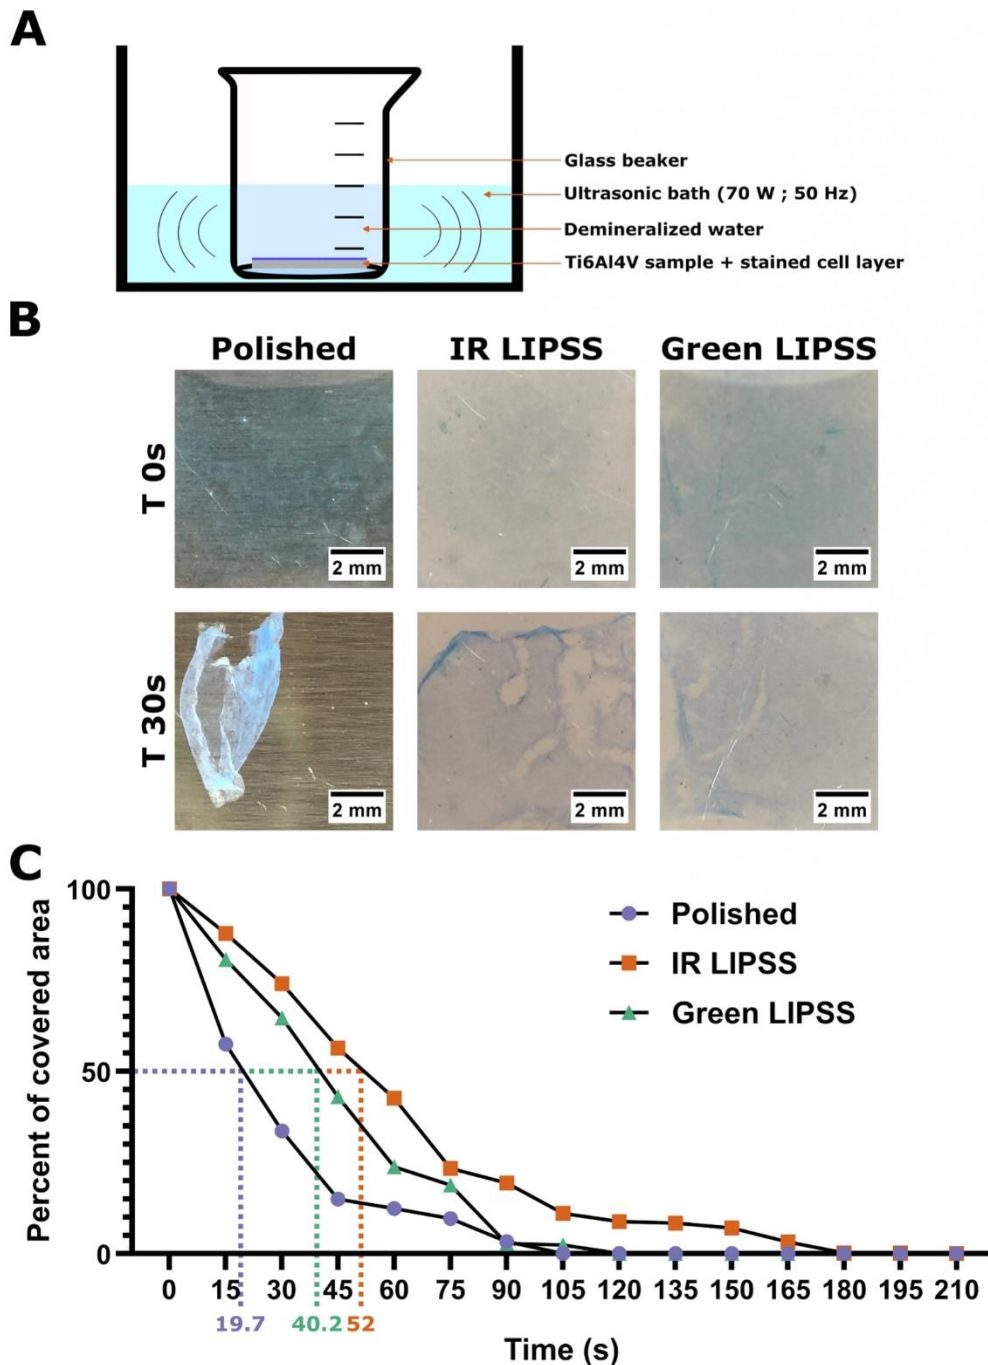 A
Glass beaker
Ultrasonic bath (70 W ; 50 Hz)
Demineralized water
Ti6Al4V sample + stained cell layer
B
Polished IR LIPSS Green LIPSS
T 0s
2 mm 2 mm 2 mm
T 30s
2 mm 2 mm 2 mm
C
Percent of covered area
100
50
0
Polished
IR LIPSS
Green LIPSS
0 15 30 45 60 75 90 105 120 135 150 165 180 195 210
19.7 40.2 52
Time (s)